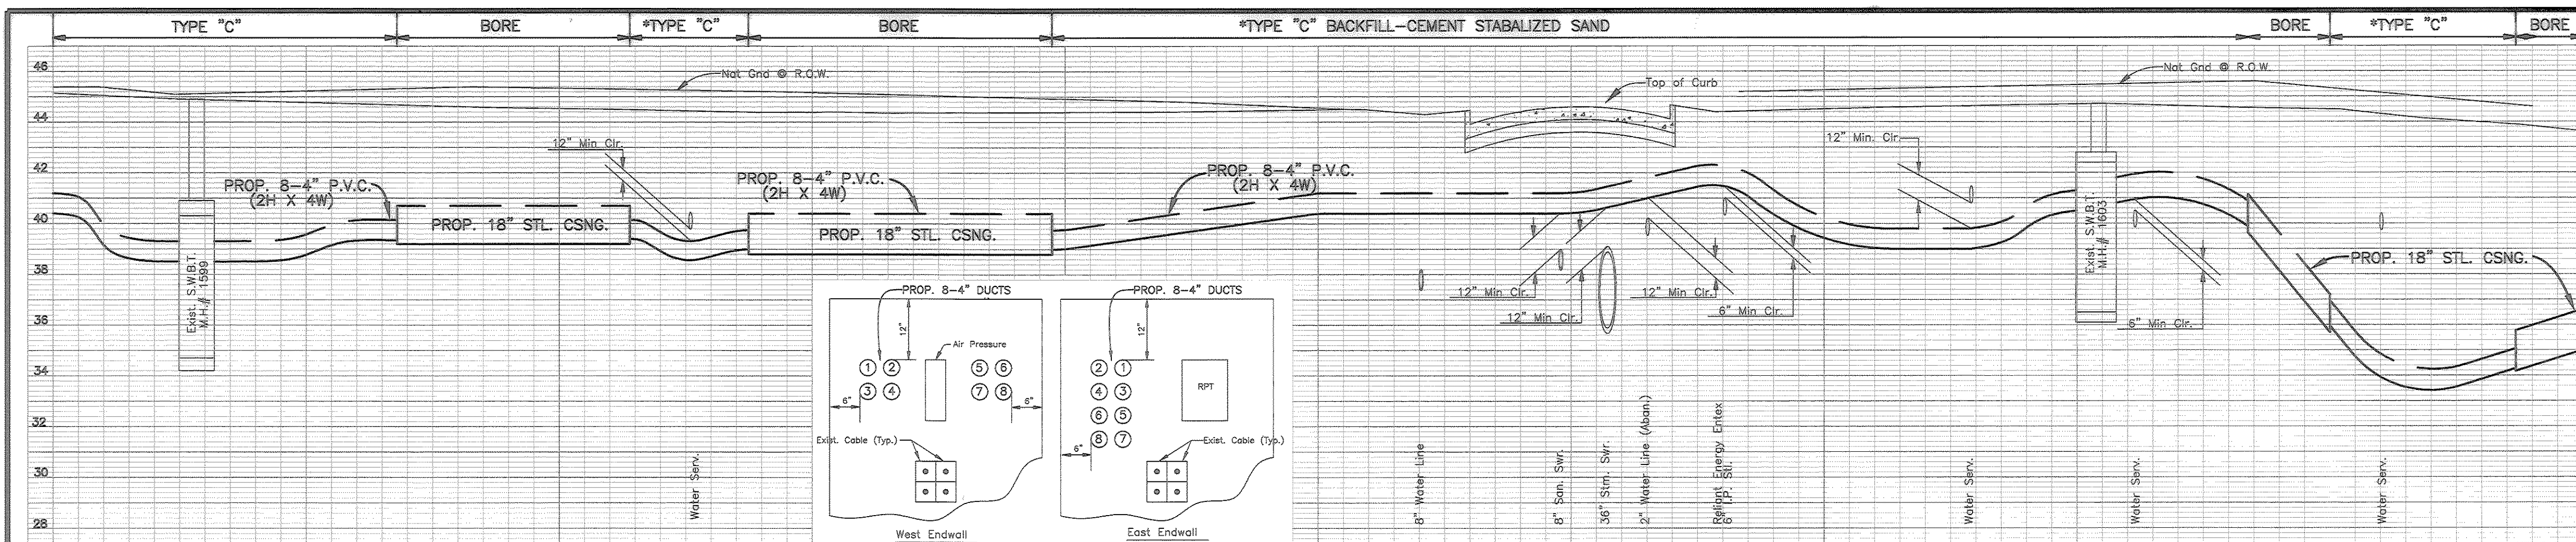 TYPE "C"
BORE
*TYPE "C"
BORE
*TYPE "C" BACKFILL-CEMENT STABALIZED SAND
BORE
*TYPE "C"
BORE
46
44
42
40
38
36
34
32
30
28
Nat Gnd @ R.O.W.
Top of Curb
Nat Gnd @ R.O.W.
12" Min Clr.
12" Min. Clr.
PROP. 8-4" P.V.C.
(2H X 4W)
PROP. 8-4" P.V.C.
(2H X 4W)
PROP. 8-4" P.V.C.
(2H X 4W)
PROP. 18" STL. CSNG.
PROP. 18" STL. CSNG.
PROP. 18" STL. CSNG.
Exist. S.W.B.T.
M.H.# 1599
Exist. S.W.B.T.
M.H.# 1603
12" Min Clr.
12" Min Clr.
12" Min Clr.
6" Min Clr.
6" Min Clr.
PROP. 8-4" DUCTS
12"
Air Pressure
1 2
3 4
5 6
7 8
6"
6"
Exist. Cable (Typ.)
West Endwall
PROP. 8-4" DUCTS
12"
2 1
4 3
6 5
8 7
RPT
6"
Exist. Cable (Typ.)
East Endwall
Water Serv.
8" Water Line
8" San. Swr.
36" Stm. Swr.
2" Water Line (Aban.)
Reliant Energy Entex
6" I.P. Stl.
Water Serv.
Water Serv.
Water Serv.